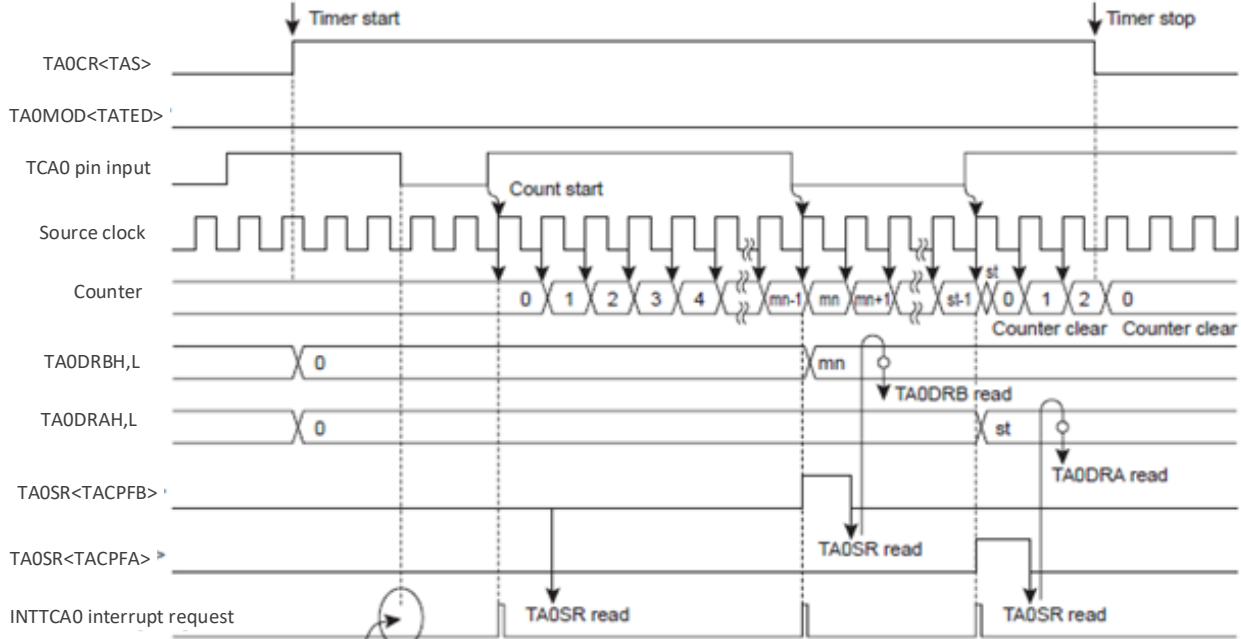 Timer start
Timer stop
TA0CR<TAS>
TA0MOD<TATED>
TCA0 pin input
Count start
Source clock
Counter
0 1 2 3 4 mn-1 mn mn+1 st-1 st 0 1 2 0
Counter clear Counter clear
TA0DRBH,L
0 mn
TA0DRB read
TA0DRAH,L
0 st
TA0DRA read
TA0SR<TACPFB>
TA0SR read
TA0SR<TACPFA>
INTTCA0 interrupt request
TA0SR read
TA0SR read